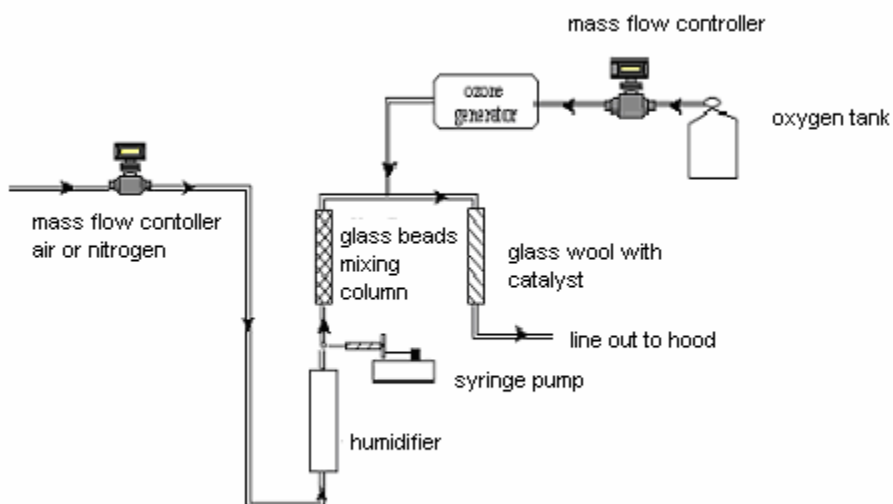 mass flow controller
ozone
generator
oxygen tank
mass flow contoller
air or nitrogen
glass beads
mixing
column
glass wool with
catalyst
line out to hood
syringe pump
humidifier